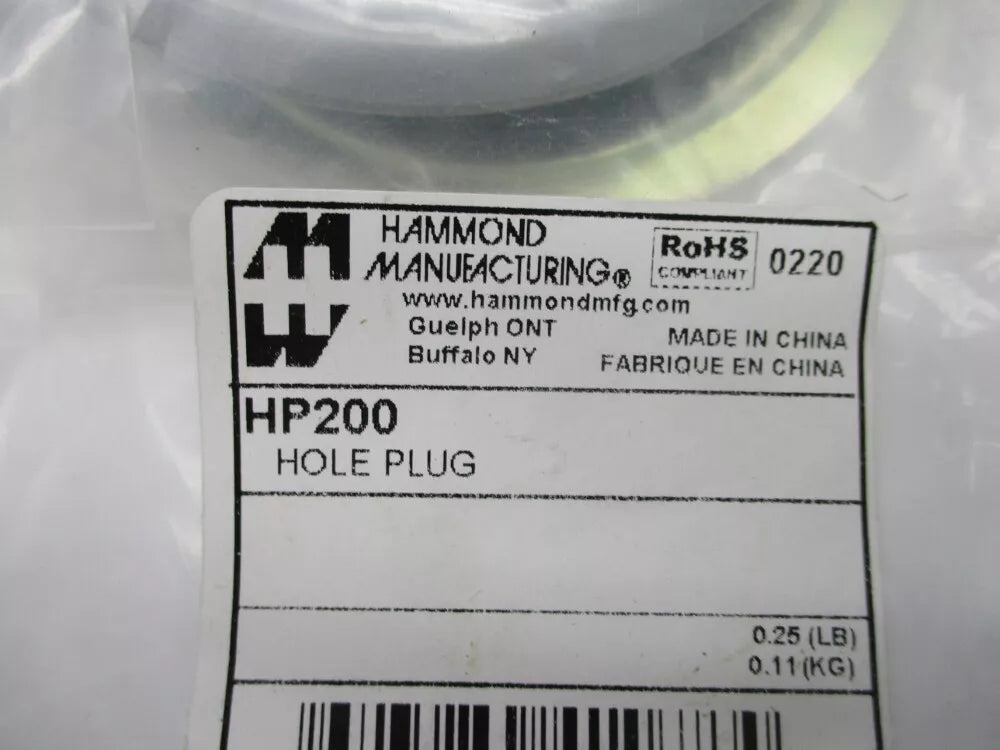 HAMMOND
MANUFACTURING®
RoHS
COMPLIANT
0220
www.hammondmfg.com
Guelph ONT
Buffalo NY
MADE IN CHINA
FABRIQUE EN CHINA
HP200
HOLE PLUG
0.25 (LB)
0.11(KG)